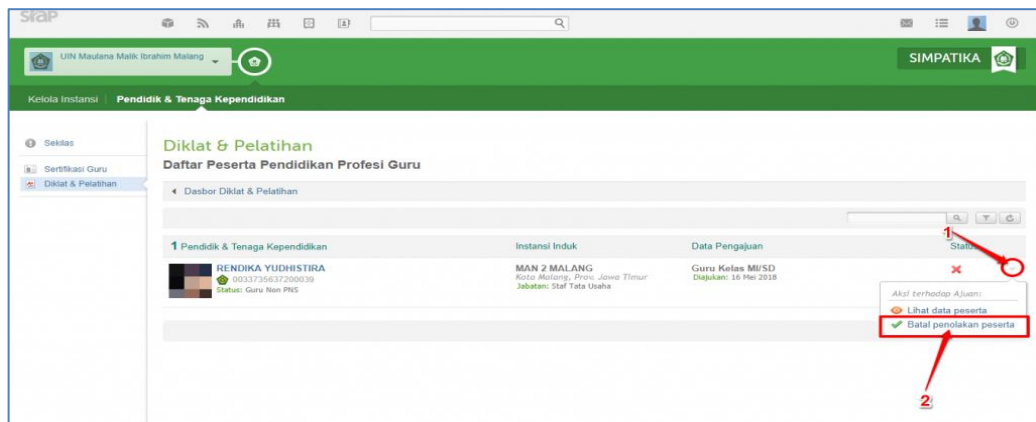 siap
UIN Maulana Malik Ibrahim Malang
SIMPATIKA
Kelola Instansi | Pendidik & Tenaga Kependidikan
Sekilas
Sertifikasi Guru
Diklat & Pelatihan
Diklat & Pelatihan
Daftar Peserta Pendidikan Profesi Guru
Dasbor Diklat & Pelatihan
1
1 Pendidik & Tenaga Kependidikan Instansi Induk Data Pengajuan Status
RENDIKA YUDHISTIRA MAN 2 MALANG Guru Kelas MI/SD
0033735637200039 Kota Malang, Prov. Jawa Timur Diajukan: 16 Mei 2018
Status: Guru Non PNS Jabatan: Staf Tata Usaha
Aksi terhadap Ajuan:
Lihat data peserta
Batal penolakan peserta
2